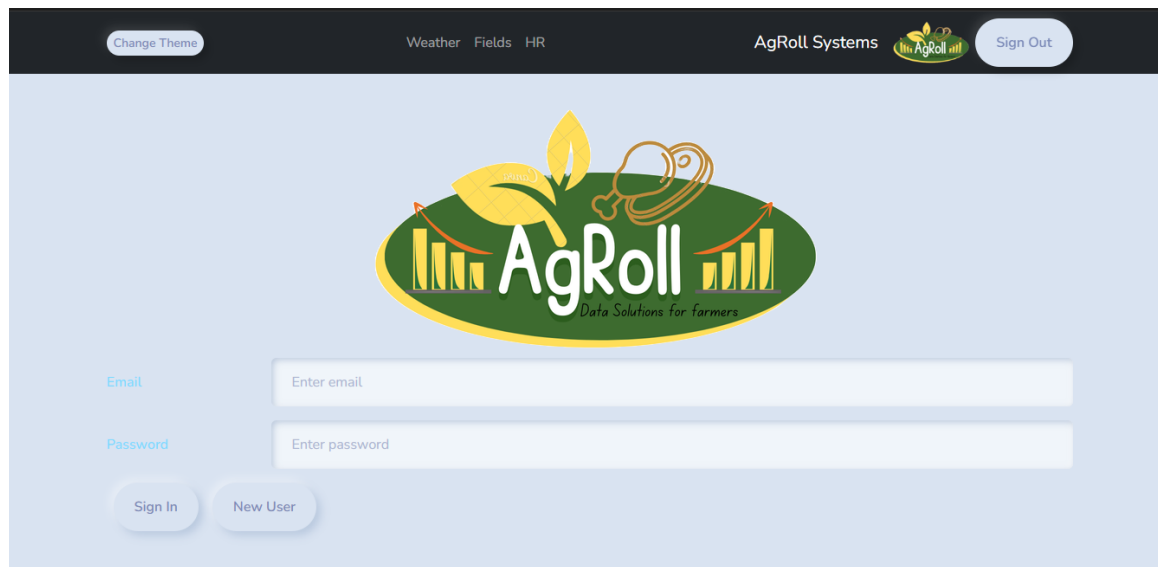 Change Theme
Weather Fields HR
AgRoll Systems
AgRoll
Sign Out
AgRoll
Data Solutions for farmers
Email
Enter email
Password
Enter password
Sign In
New User